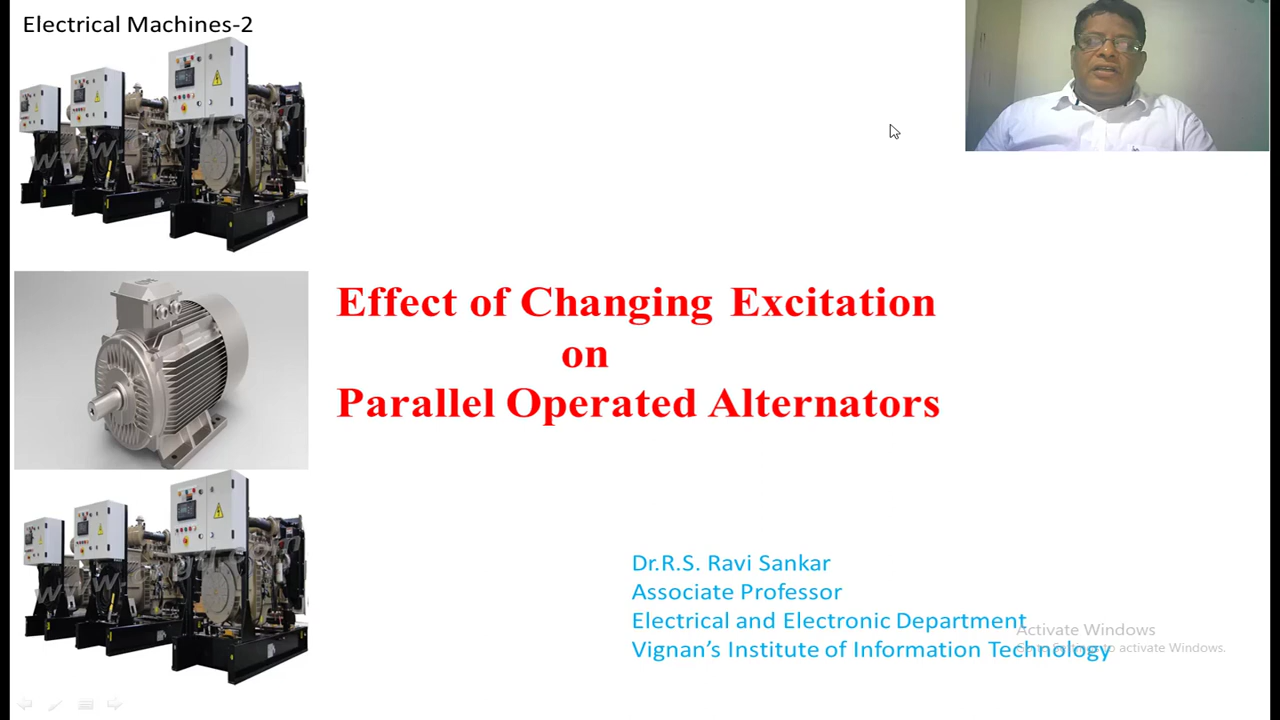 Electrical Machines-2
Effect of Changing Excitation
on
Parallel Operated Alternators
Dr.R.S. Ravi Sankar
Associate Professor
Electrical and Electronic Department
Vignan’s Institute of Information Technology
Activate Windows
to activate Windows.